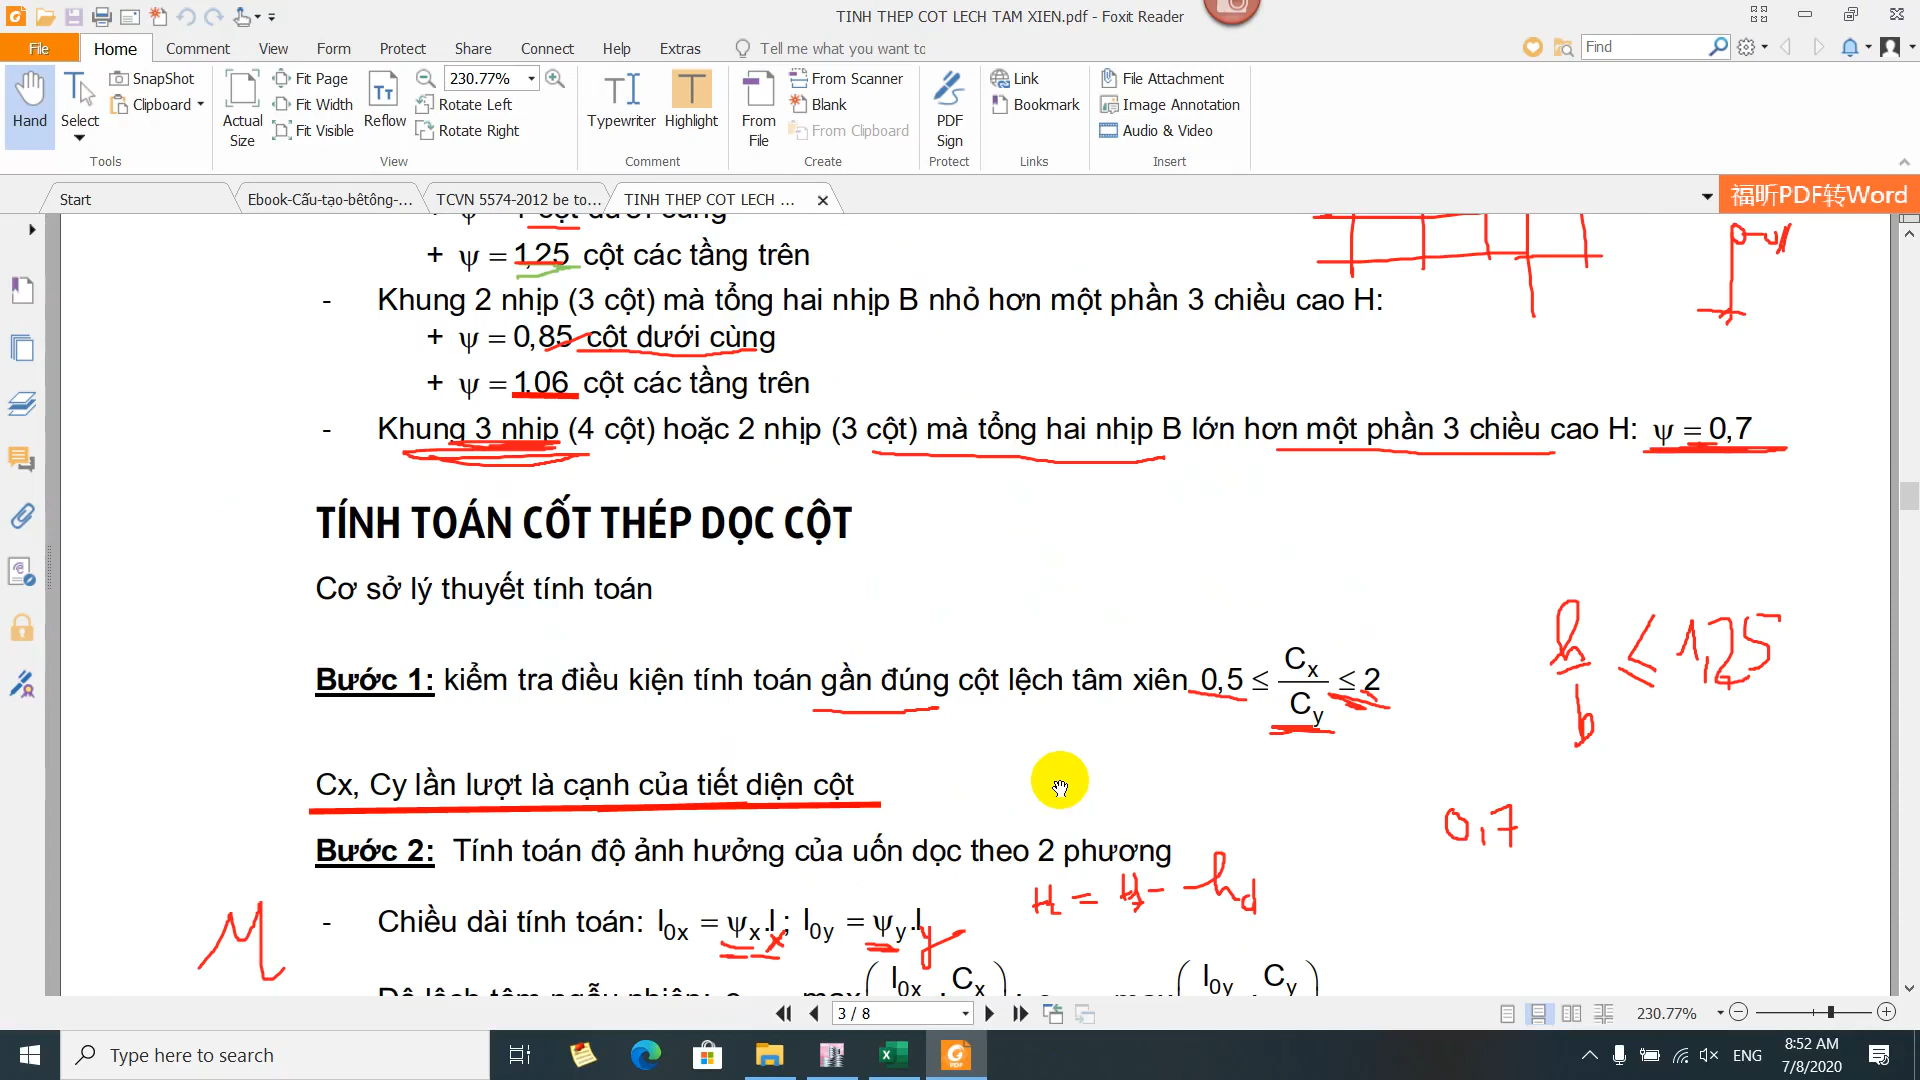 TINH THEP COT LECH TAM XIEN.pdf - Foxit Reader
File Home Comment View Form Protect Share Connect Help Extras Tell me what you want to Find
Hand Select SnapShot Clipboard
Tools
Actual Size Fit Page Fit Width Fit Visible Reflow 230.77% Rotate Left Rotate Right
View
Typewriter Highlight
Comment
From File From Scanner Blank From Clipboard
Create
PDF Sign
Protect
Link Bookmark
Links
File Attachment Image Annotation Audio & Video
Insert
Start Ebook-Cấu-tạo-bêtông-... TCVN 5574-2012 be to... TINH THEP COT LECH ... 福昕PDF转Word
cột dưới cùng
+ ψ = 1,25 cột các tầng trên
- Khung 2 nhịp (3 cột) mà tổng hai nhịp B nhỏ hơn một phần 3 chiều cao H:
+ ψ = 0,85 cột dưới cùng
+ ψ = 1,06 cột các tầng trên
- Khung 3 nhịp (4 cột) hoặc 2 nhịp (3 cột) mà tổng hai nhịp B lớn hơn một phần 3 chiều cao H: ψ = 0,7
TÍNH TOÁN CỐT THÉP DỌC CỘT
Cơ sở lý thuyết tính toán
h/b ≤ 1,25
Bước 1: kiểm tra điều kiện tính toán gần đúng cột lệch tâm xiên 0,5 ≤ Cx/Cy ≤ 2
Cx, Cy lần lượt là cạnh của tiết diện cột
0,7
Bước 2: Tính toán độ ảnh hưởng của uốn dọc theo 2 phương
H = H - hd
- Chiều dài tính toán: l0x = ψx.l x; l0y = ψy.l y
M
l0x, Cx l0y, Cy
3 / 8 230.77%
Type here to search
ENG 8:52 AM
7/8/2020